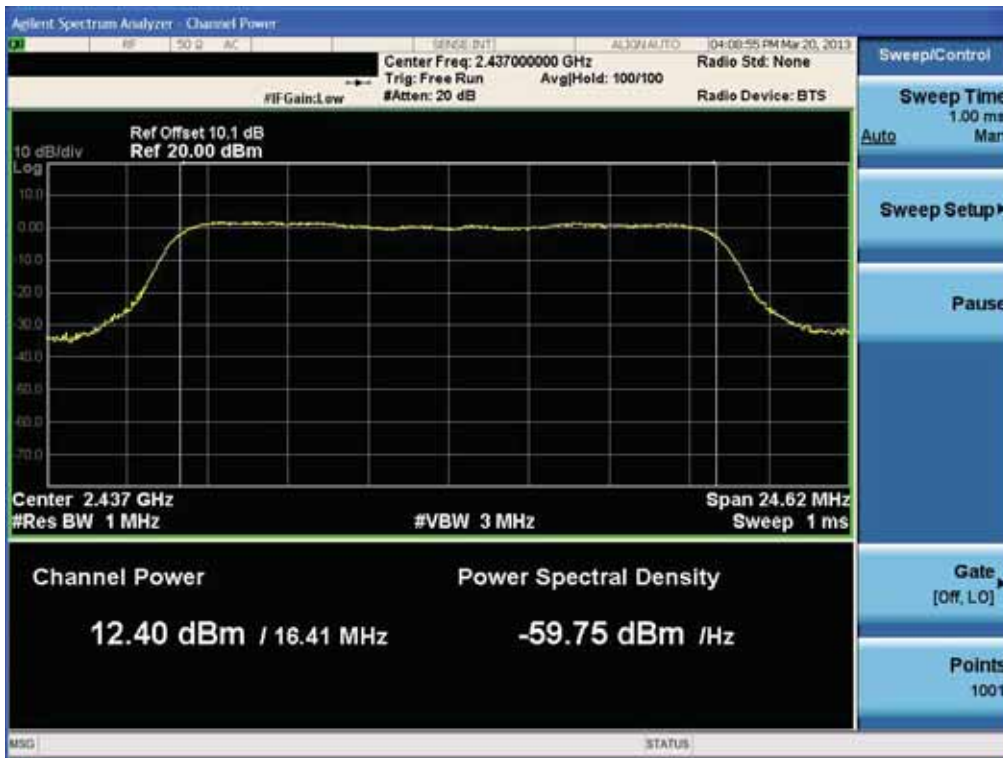 Agilent Spectrum Analyzer - Channel Power
RF 50 Ω AC SENSE:INT ALIGN AUTO 04:08:55 PM Mar 20, 2013
Center Freq: 2.437000000 GHz Radio Std: None
Trig: Free Run Avg|Hold: 100/100
#IFGain:Low #Atten: 20 dB Radio Device: BTS
Ref Offset 10.1 dB
10 dB/div Ref 20.00 dBm
Log
10.0
0.00
-10.0
-20.0
-30.0
-40.0
-50.0
-60.0
-70.0
Center 2.437 GHz Span 24.62 MHz
#Res BW 1 MHz #VBW 3 MHz Sweep 1 ms
Channel Power Power Spectral Density
12.40 dBm / 16.41 MHz -59.75 dBm /Hz
MSG STATUS
Sweep/Control
Sweep Time
1.00 ms
Auto Man
Sweep Setup
Pause
Gate
[Off, LO]
Points
1001